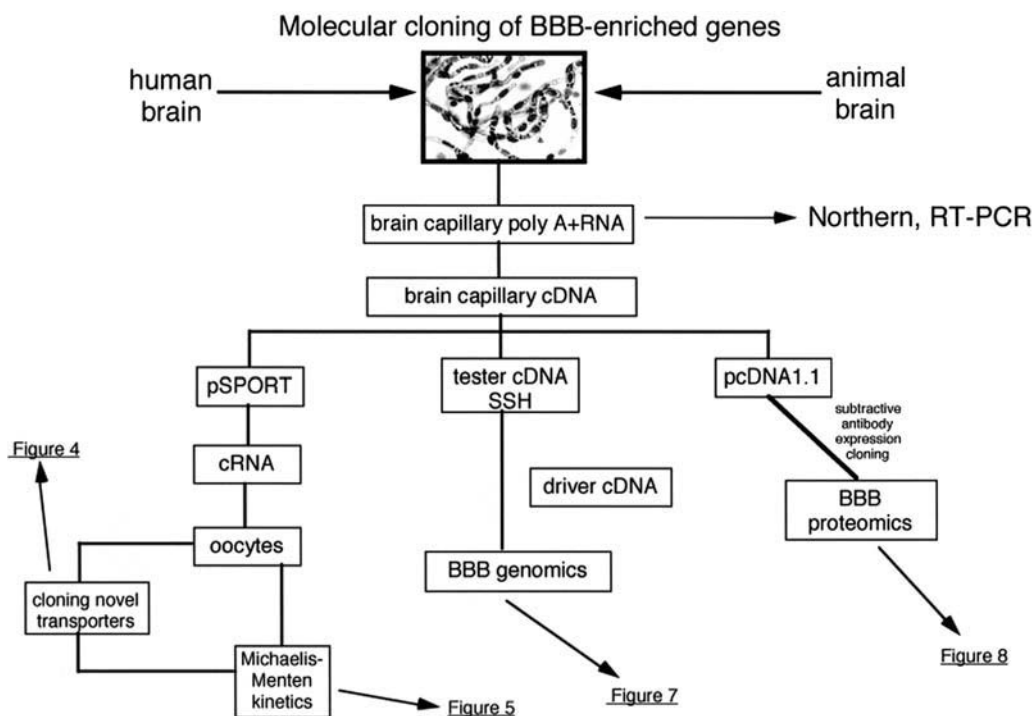 Molecular cloning of BBB-enriched genes
human
brain
animal
brain
brain capillary poly A+RNA
Northern, RT-PCR
brain capillary cDNA
pSPORT
tester cDNA
SSH
pcDNA1.1
subtractive
antibody
expression
cloning
Figure 4
cRNA
driver cDNA
BBB
proteomics
oocytes
BBB genomics
cloning novel
transporters
Michaelis-
Menten
kinetics
Figure 5
Figure 7
Figure 8